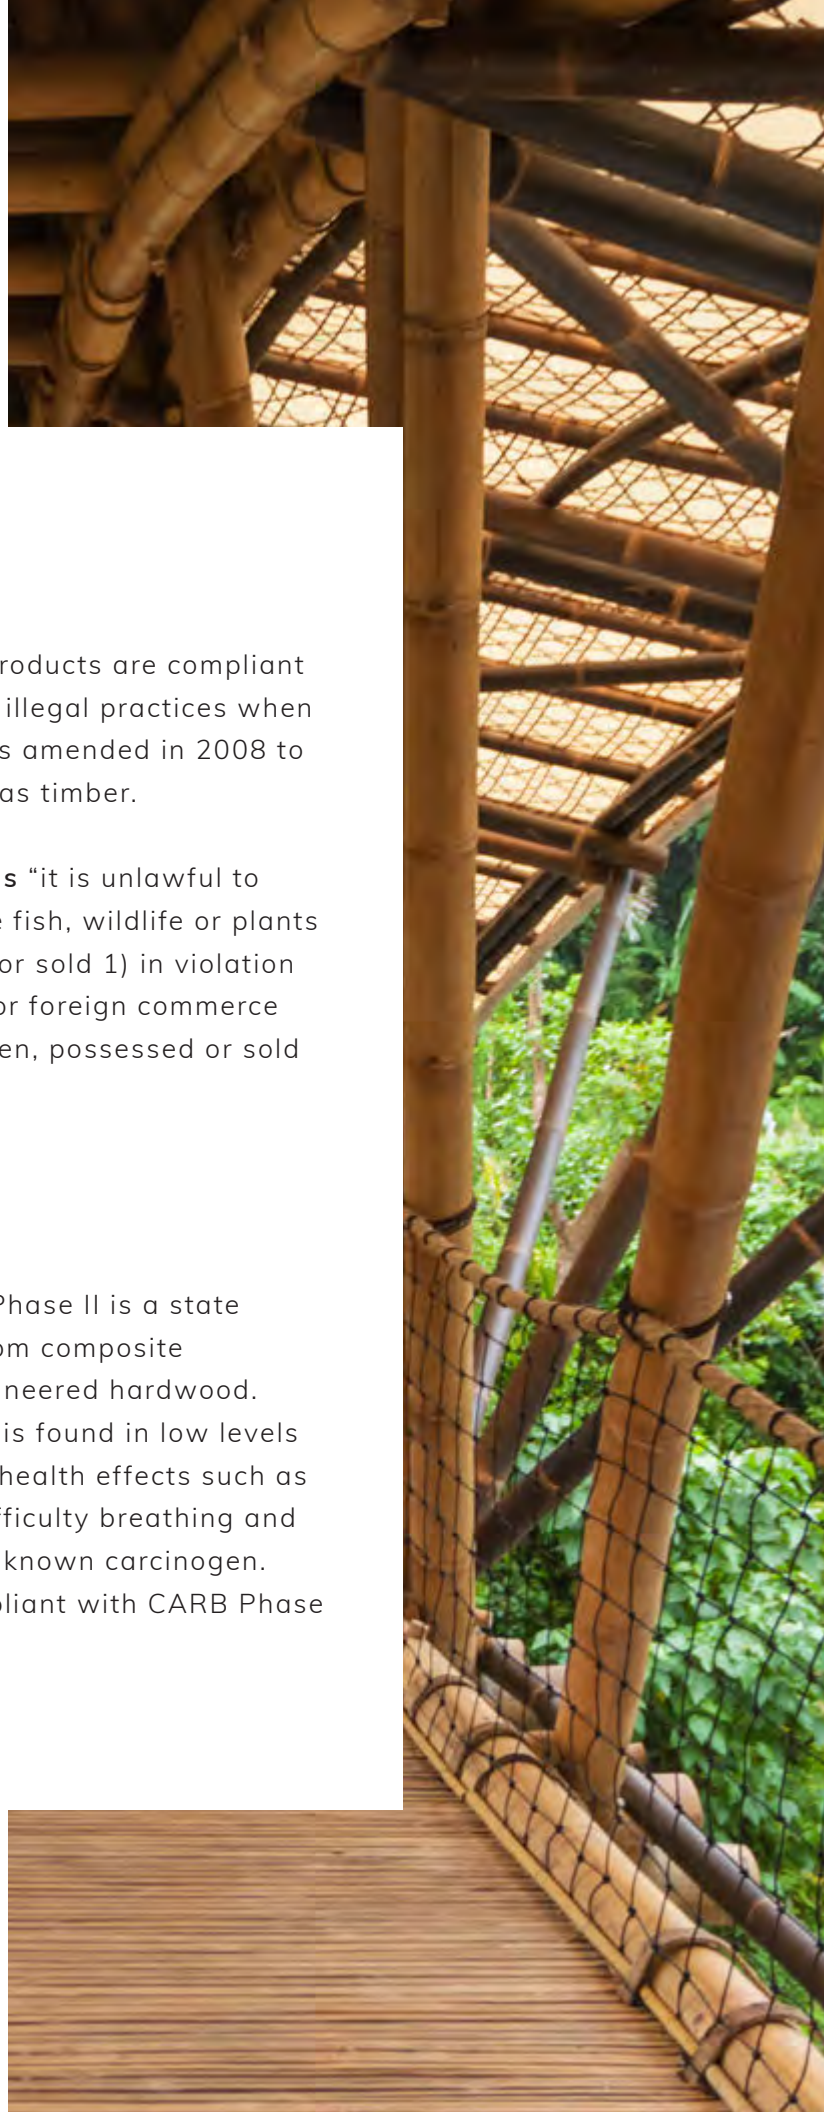 roducts are compliant
illegal practices when
s amended in 2008 to
as timber.
s “it is unlawful to
e fish, wildlife or plants
or sold 1) in violation
or foreign commerce
en, possessed or sold
Phase II is a state
om composite
neered hardwood.
is found in low levels
health effects such as
fficulty breathing and
known carcinogen.
pliant with CARB Phase